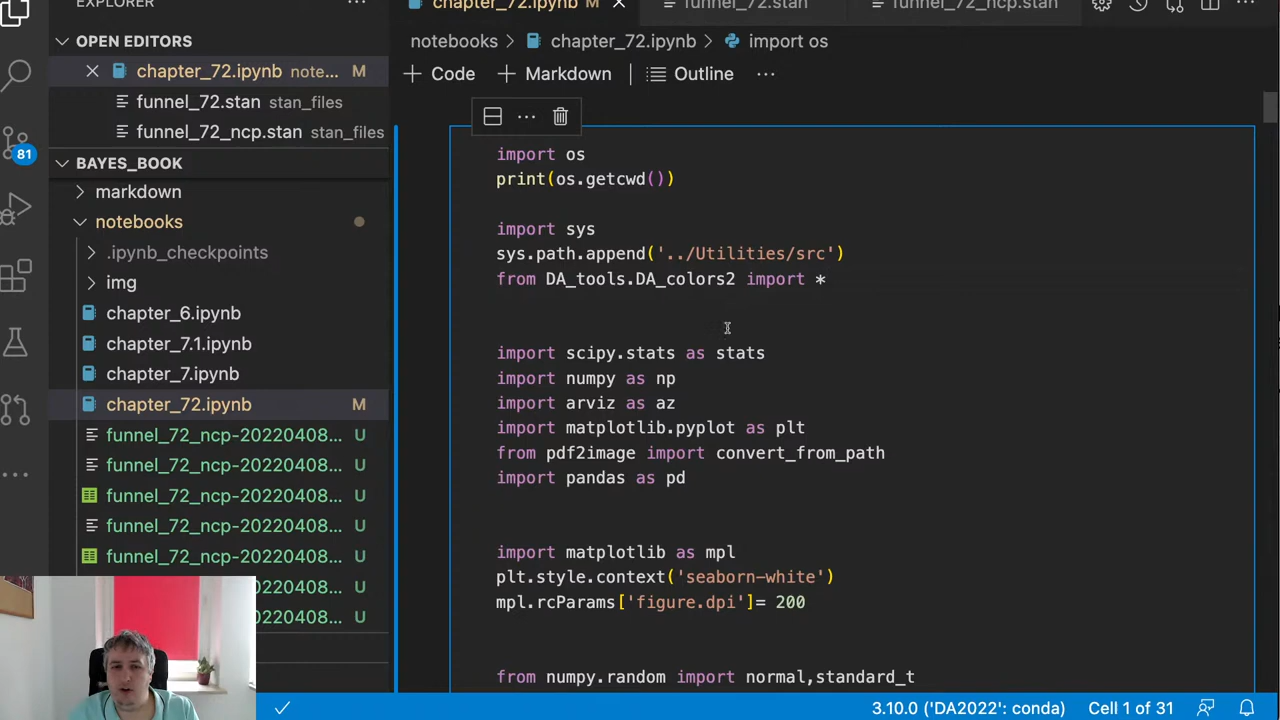 EXPLORER
chapter_72.ipynb M
funnel_72.stan
funnel_72_ncp.stan
OPEN EDITORS
chapter_72.ipynb note... M
funnel_72.stan stan_files
funnel_72_ncp.stan stan_files
BAYES_BOOK
markdown
notebooks
.ipynb_checkpoints
img
chapter_6.ipynb
chapter_7.1.ipynb
chapter_7.ipynb
chapter_72.ipynb M
funnel_72_ncp-20220408... U
funnel_72_ncp-20220408... U
funnel_72_ncp-20220408... U
funnel_72_ncp-20220408... U
funnel_72_ncp-20220408... U
_72_ncp-20220408... U
_72_ncp-20220408... U
81
notebooks > chapter_72.ipynb > import os
+ Code + Markdown Outline ...
import os
print(os.getcwd())
import sys
sys.path.append('../Utilities/src')
from DA_tools.DA_colors2 import *
import scipy.stats as stats
import numpy as np
import arviz as az
import matplotlib.pyplot as plt
from pdf2image import convert_from_path
import pandas as pd
import matplotlib as mpl
plt.style.context('seaborn-white')
mpl.rcParams['figure.dpi']= 200
from numpy.random import normal,standard_t
3.10.0 ('DA2022': conda) Cell 1 of 31